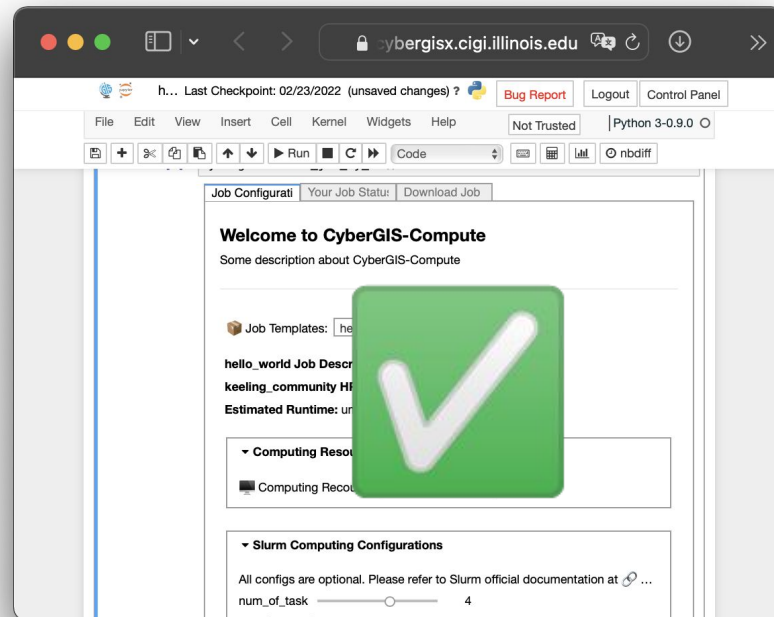 cybergisx.cigi.illinois.edu
h... Last Checkpoint: 02/23/2022 (unsaved changes) ? Bug Report Logout Control Panel
File Edit View Insert Cell Kernel Widgets Help Not Trusted Python 3-0.9.0
Run Code nbdiff
Job Configurati Your Job Status Download Job
Welcome to CyberGIS-Compute
Some description about CyberGIS-Compute
Job Templates: he
hello_world Job Descr
keeling_community
Estimated Runtime:
Computing Resou
Computing Recou
Slurm Computing Configurations
All configs are optional. Please refer to Slurm official documentation at 🔗 ...
num_of_task 4